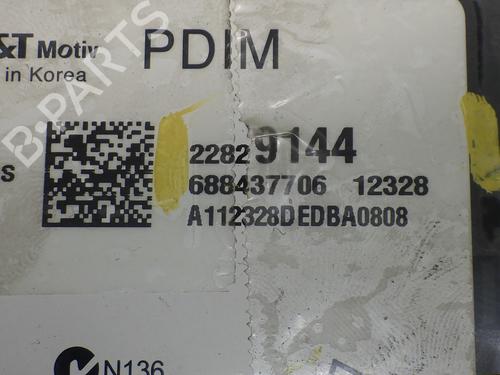 &T Motiv PDIM
in Korea
2282 9144
s
688437706 12328
A112328DEDBA0808
N136
B-PARTS